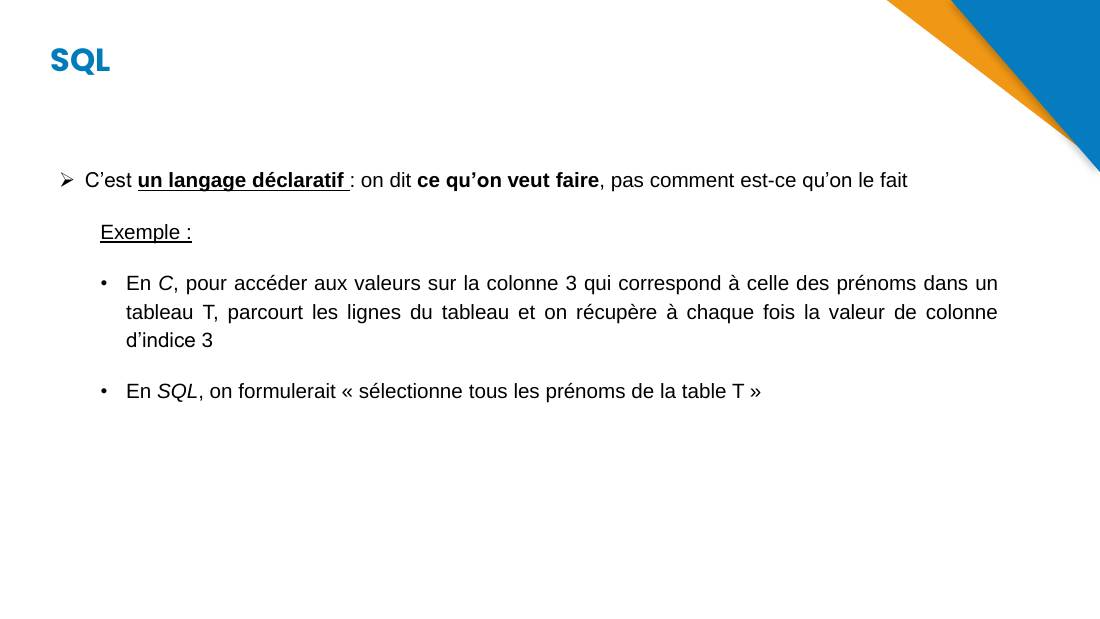 SQL
➢ C’est un langage déclaratif : on dit ce qu’on veut faire, pas comment est-ce qu’on le fait
Exemple :
• En C, pour accéder aux valeurs sur la colonne 3 qui correspond à celle des prénoms dans un
tableau T, parcourt les lignes du tableau et on récupère à chaque fois la valeur de colonne
d’indice 3
• En SQL, on formulerait « sélectionne tous les prénoms de la table T »